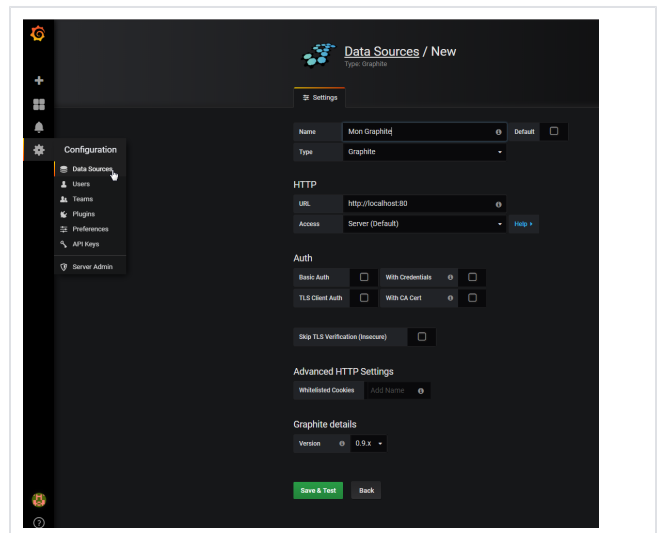 Data Sources / New
Type: Graphite
Settings
Name Mon Graphite Default
Type Graphite
Configuration
Data Sources
Users
Teams
Plugins
Preferences
API Keys
Server Admin
HTTP
URL http://localhost:80
Access Server (Default) Help
Auth
Basic Auth With Credentials
TLS Client Auth With CA Cert
Skip TLS Verification (Insecure)
Advanced HTTP Settings
Whitelisted Cookies Add Name
Graphite details
Version 0.9.x
Save & Test Back